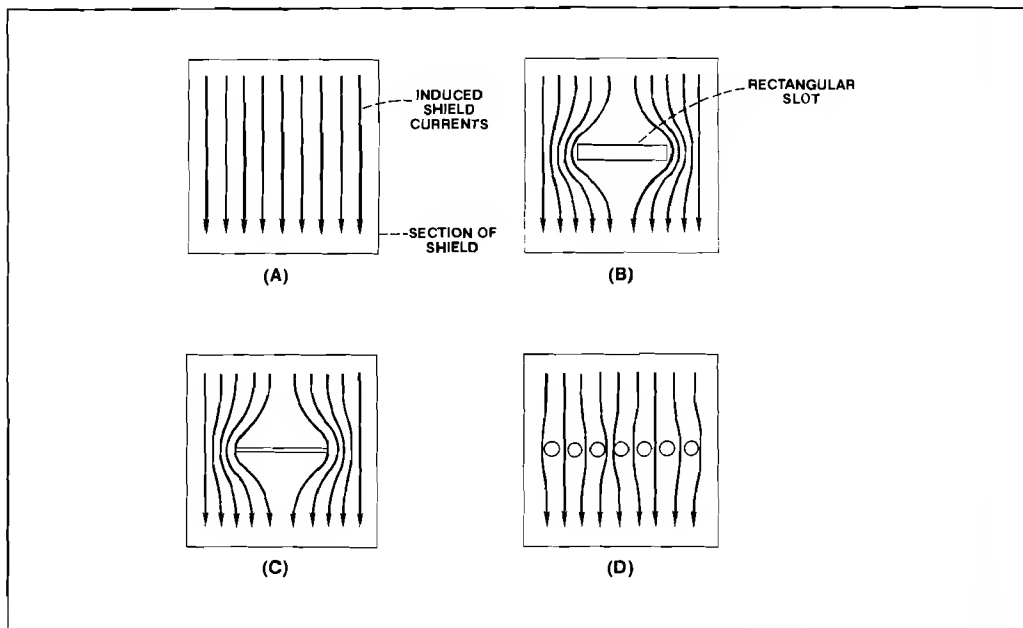 INDUCED
SHIELD
CURRENTS
SECTION OF
SHIELD
(A)
RECTANGULAR
SLOT
(B)
(C)
(D)